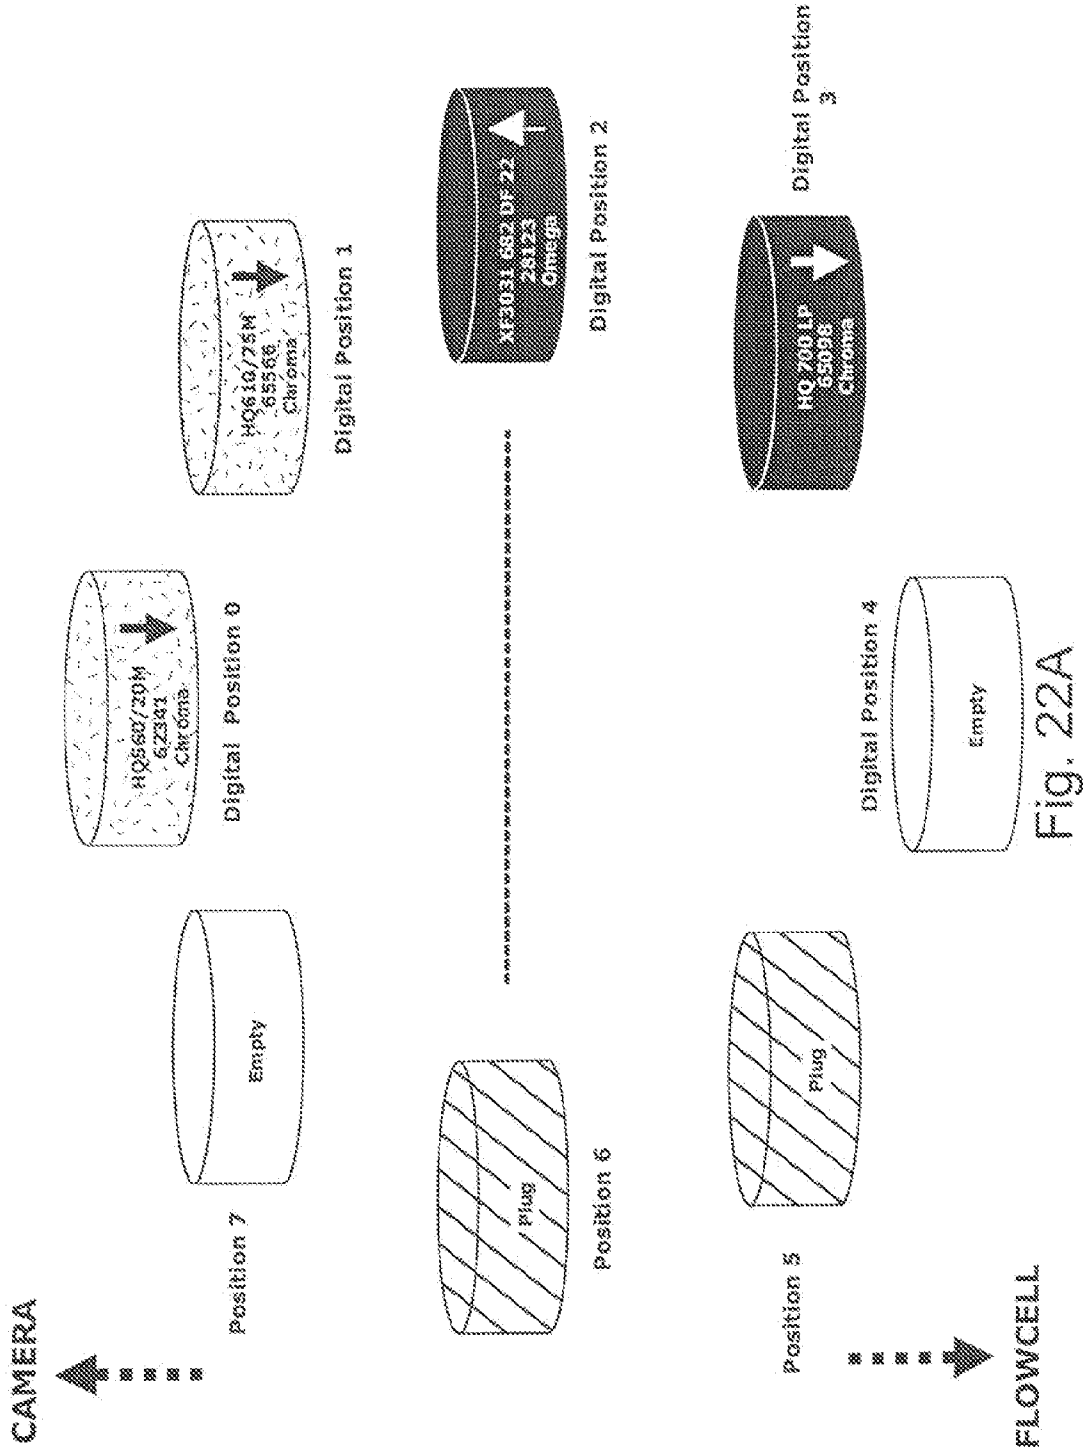 CAMERA
Position 7
Empty
HQ560/20M
62341
Chroma
Digital Position 0
HQ610/75M
65566
Chroma
Digital Position 1
Position 6
Plug
XF3031 682 DF 22
28123
Omega
Digital Position 2
Position 5
Plug
Digital Position 4
Empty
HQ 700 LP
65096
Chroma
Digital Position
3
FLOWCELL
Fig. 22A